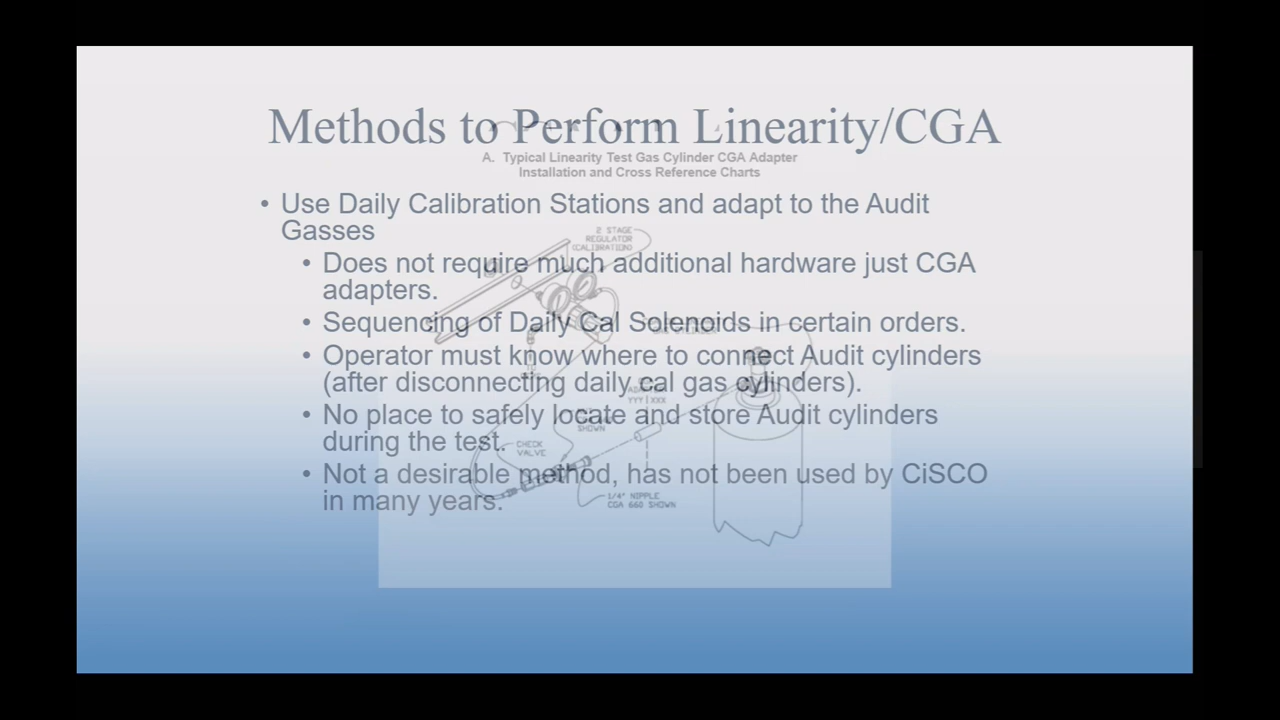 Methods to Perform Linearity/CGA
A. Typical Linearity Test Gas Cylinder CGA Adapter
Installation and Cross Reference Charts
• Use Daily Calibration Stations and adapt to the Audit
Gasses
• Does not require much additional hardware just CGA
adapters.
• Sequencing of Daily Cal Solenoids in certain orders.
• Operator must know where to connect Audit cylinders
(after disconnecting daily cal gas cylinders).
• No place to safely locate and store Audit cylinders
during the test.
• Not a desirable method, has not been used by CiSCO
in many years.
2 STAGE
REGULATOR
(CALIBRATION)
YYY | XXX
SHOWN
CHECK
VALVE
1/4" NIPPLE
CGA 660 SHOWN